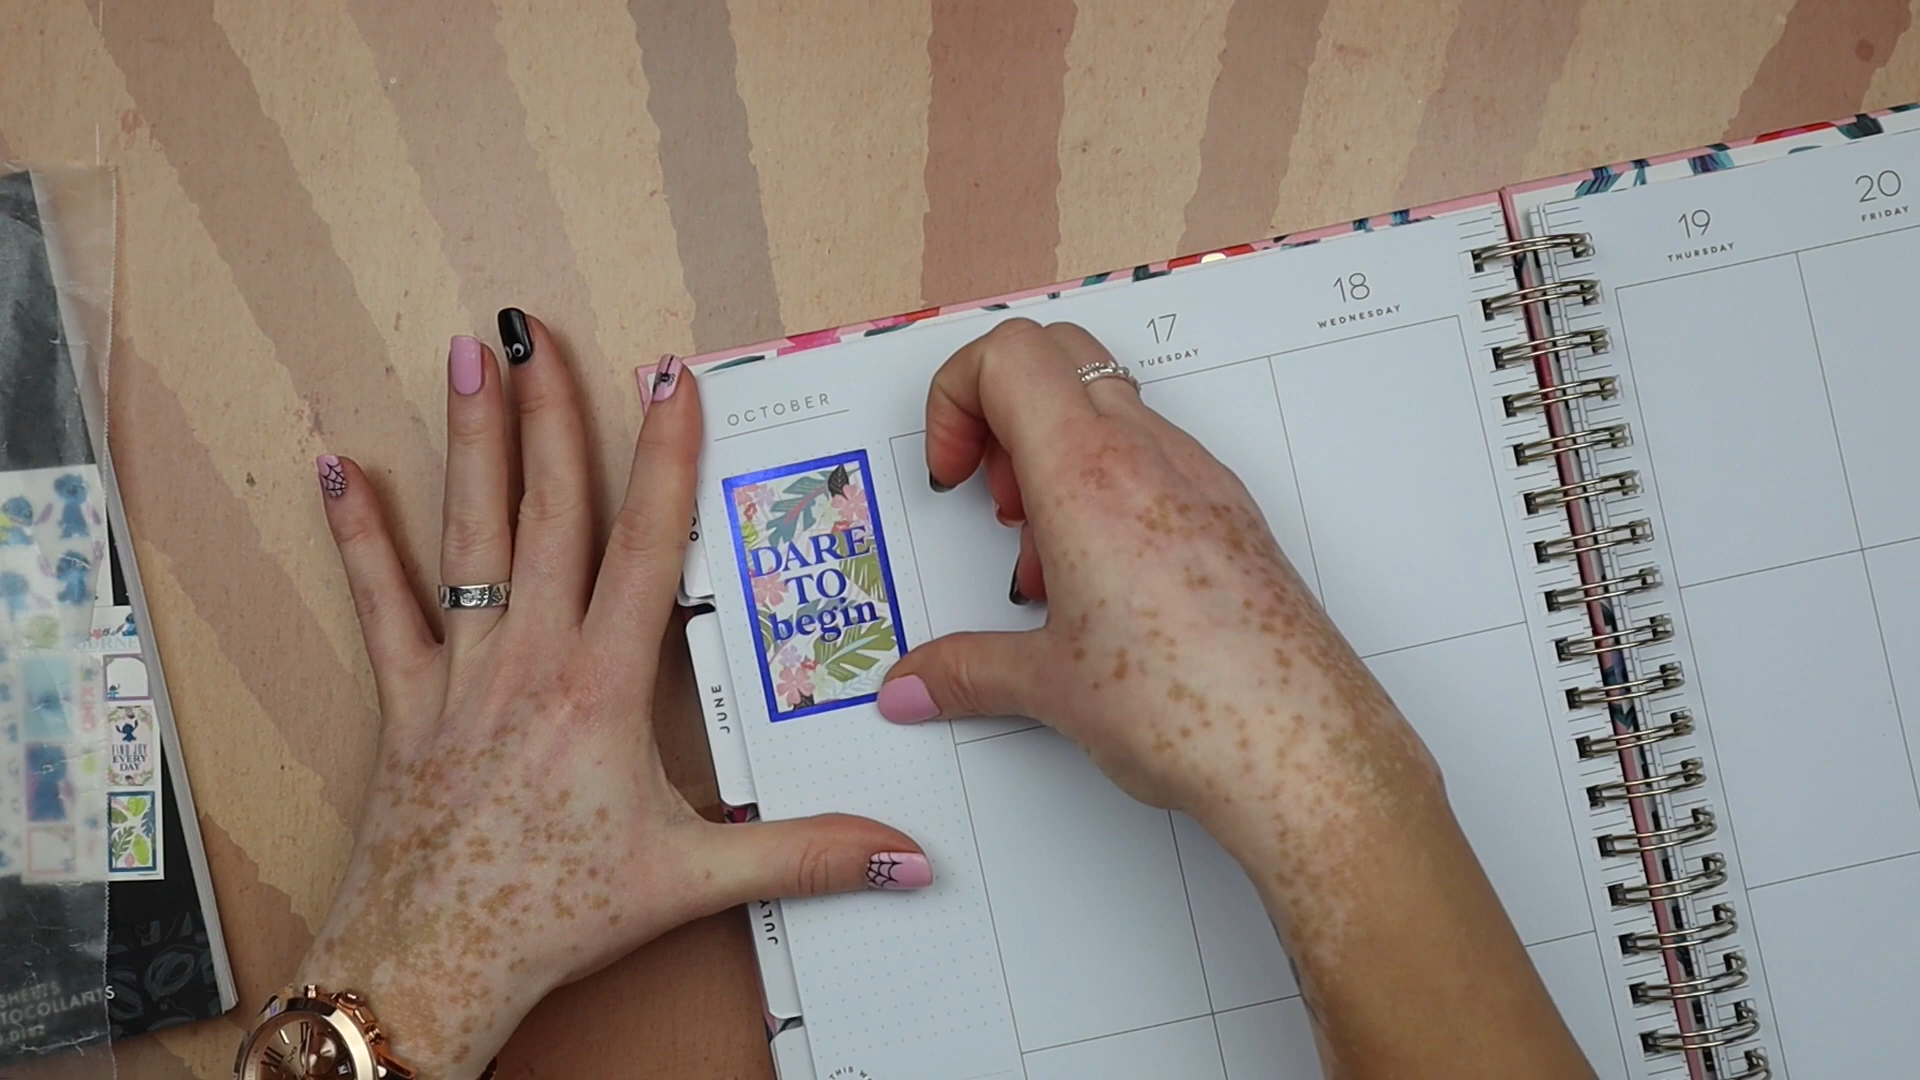 OCTOBER
17
TUESDAY
18
WEDNESDAY
19
THURSDAY
20
FRIDAY
DARE
TO
begin
JUNE
JULY
FIND JOY
EVERY
DAY
SHEETS
THIS